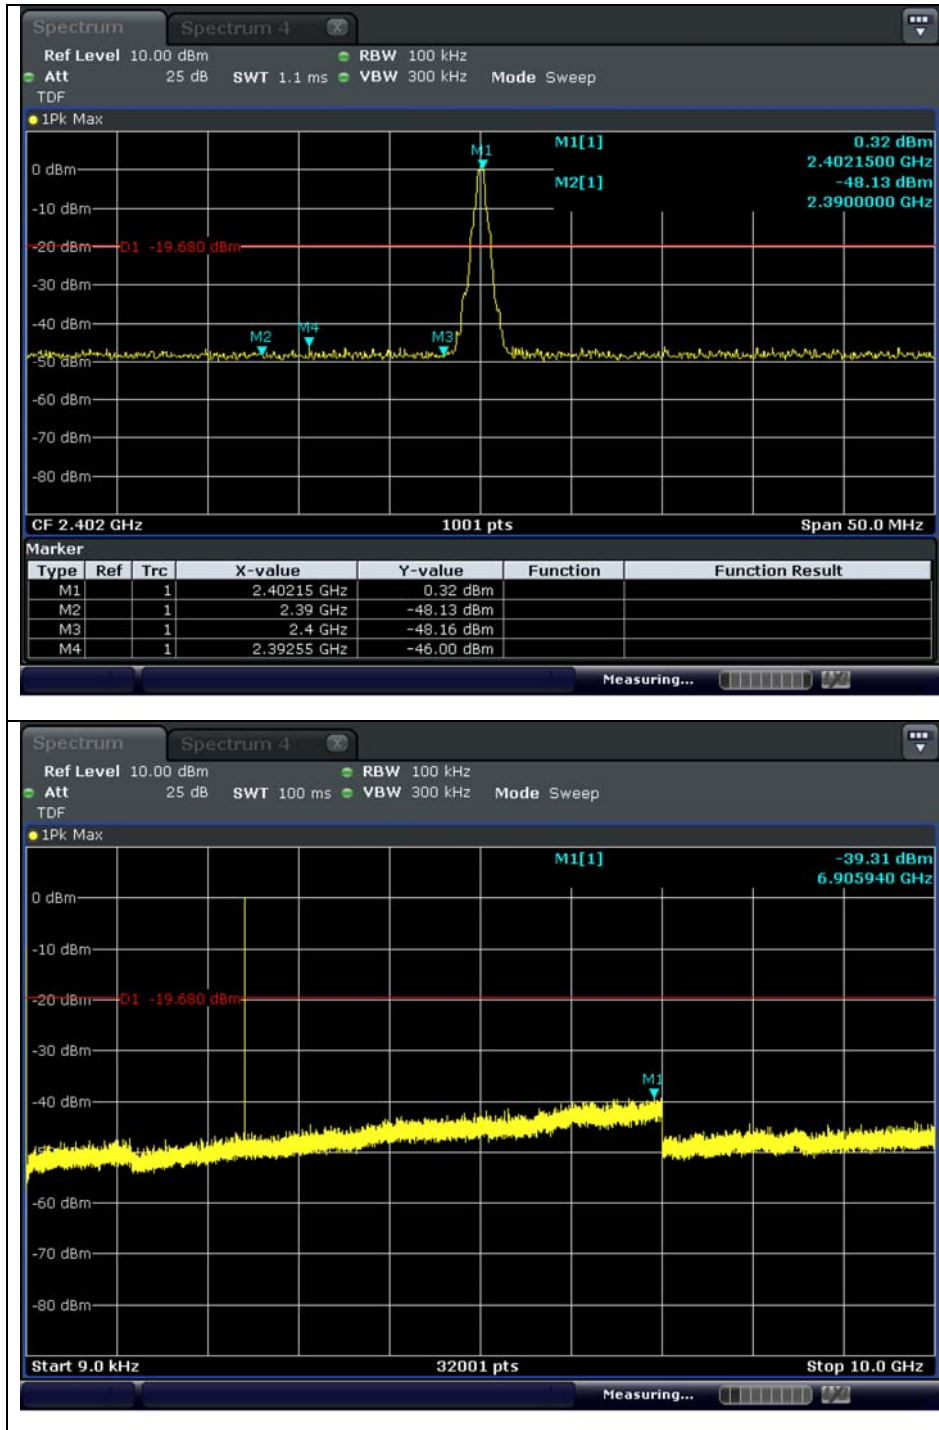 Spectrum Spectrum 4 X
Ref Level 10.00 dBm RBW 100 kHz
Att 25 dB SWT 1.1 ms VBW 300 kHz Mode Sweep
TDF
1Pk Max
M1[1] 0.32 dBm
2.4021500 GHz
M2[1] -48.13 dBm
2.3900000 GHz
M1
0 dBm
-10 dBm
-20 dBm D1 -19.680 dBm
-30 dBm
-40 dBm
M2 M4 M3
-50 dBm
-60 dBm
-70 dBm
-80 dBm
CF 2.402 GHz 1001 pts Span 50.0 MHz
Marker
Type Ref Trc X-value Y-value Function Function Result
M1 1 2.40215 GHz 0.32 dBm
M2 1 2.39 GHz -48.13 dBm
M3 1 2.4 GHz -48.16 dBm
M4 1 2.39255 GHz -46.00 dBm
Measuring...
Spectrum Spectrum 4 X
Ref Level 10.00 dBm RBW 100 kHz
Att 25 dB SWT 100 ms VBW 300 kHz Mode Sweep
TDF
1Pk Max
M1[1] -39.31 dBm
6.905940 GHz
0 dBm
-10 dBm
-20 dBm D1 -19.680 dBm
-30 dBm
M1
-40 dBm
-60 dBm
-70 dBm
-80 dBm
Start 9.0 kHz 32001 pts Stop 10.0 GHz
Measuring...